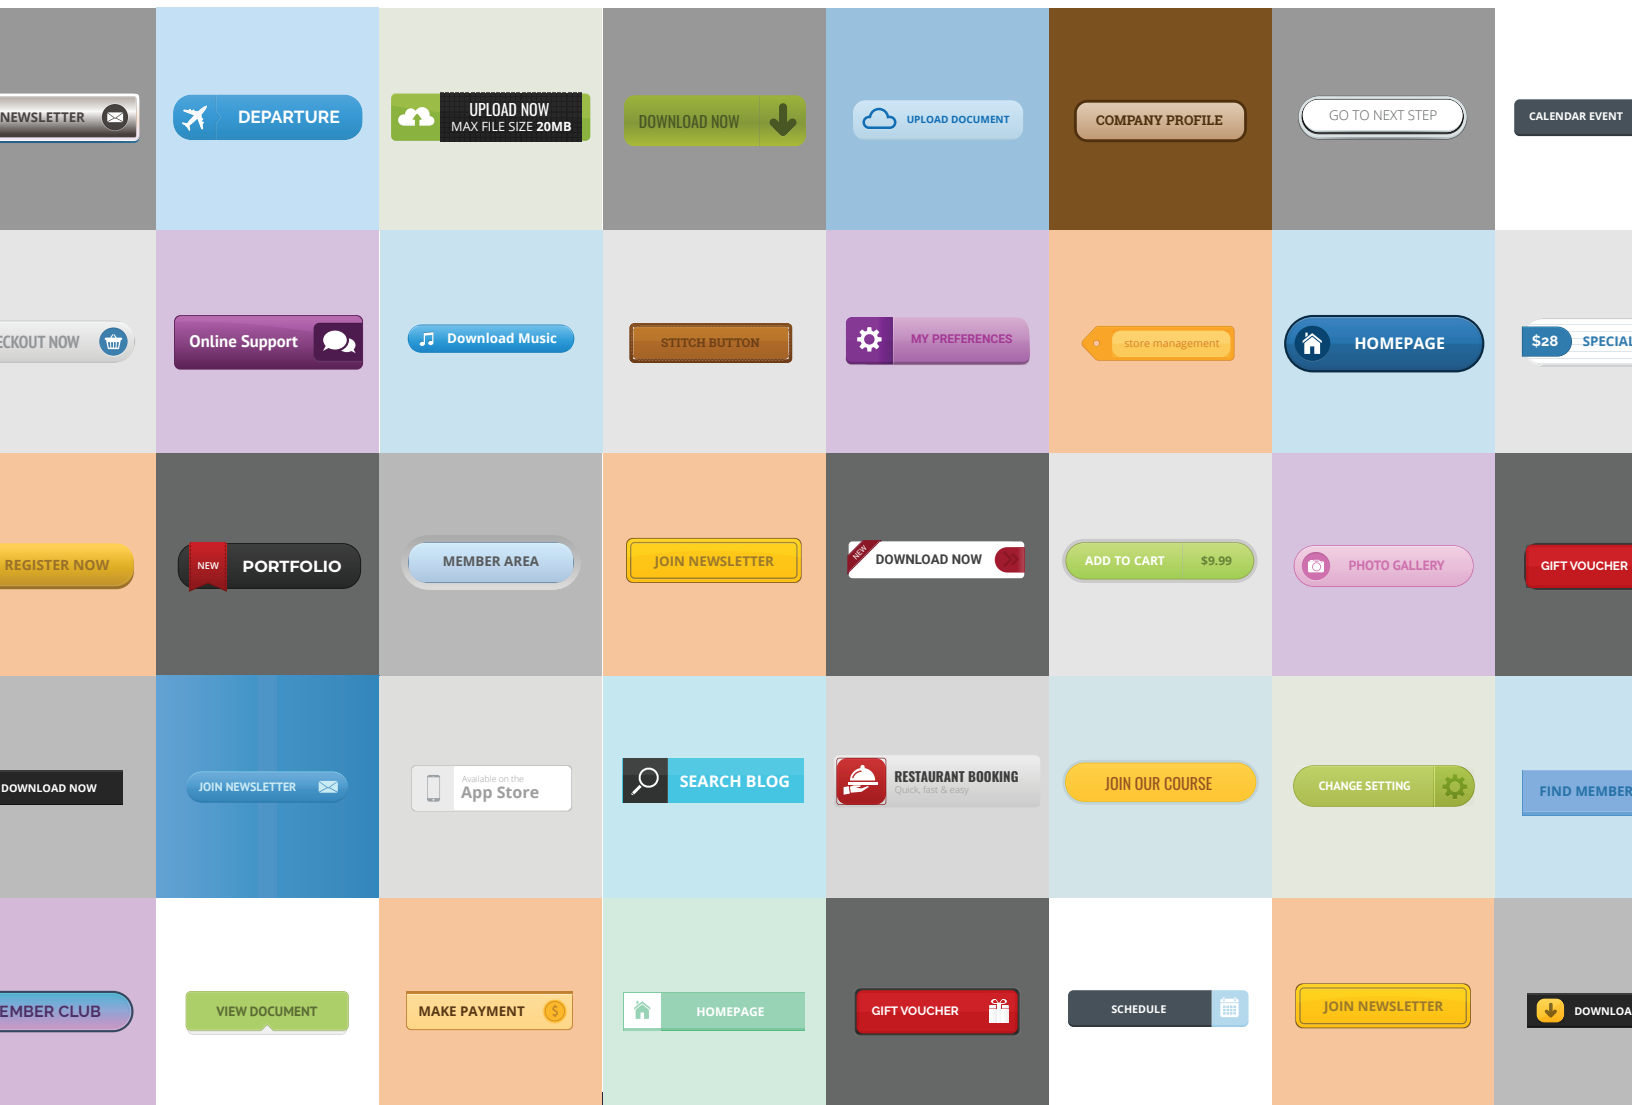 NEWSLETTER
DEPARTURE
UPLOAD NOW
MAX FILE SIZE 20MB
DOWNLOAD NOW
UPLOAD DOCUMENT
COMPANY PROFILE
GO TO NEXT STEP
CALENDAR EVENT
ECKOUT NOW
Online Support
Download Music
STITCH BUTTON
MY PREFERENCES
store management
HOMEPAGE
$28 SPECIAL
REGISTER NOW
NEW PORTFOLIO
MEMBER AREA
JOIN NEWSLETTER
NEW DOWNLOAD NOW
ADD TO CART $9.99
PHOTO GALLERY
GIFT VOUCHER
DOWNLOAD NOW
JOIN NEWSLETTER
Available on the
App Store
SEARCH BLOG
RESTAURANT BOOKING
Quick, fast & easy
JOIN OUR COURSE
CHANGE SETTING
FIND MEMBER
EMBER CLUB
VIEW DOCUMENT
MAKE PAYMENT $
HOMEPAGE
GIFT VOUCHER
SCHEDULE
JOIN NEWSLETTER
DOWNLOA